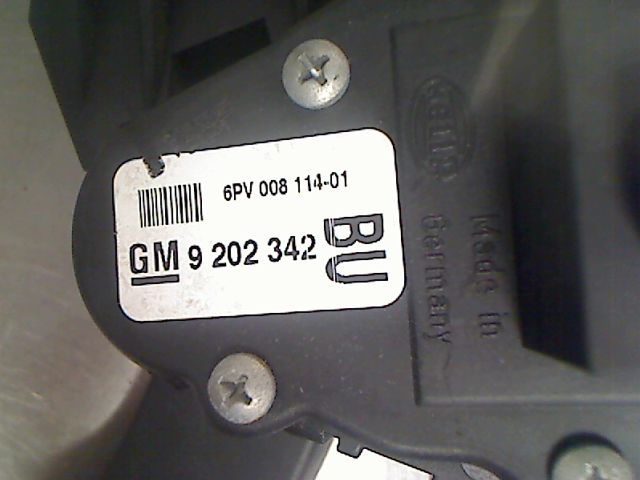 6PV 008 114-01
GM 9 202 342
BU
Hella
Made in
Germany